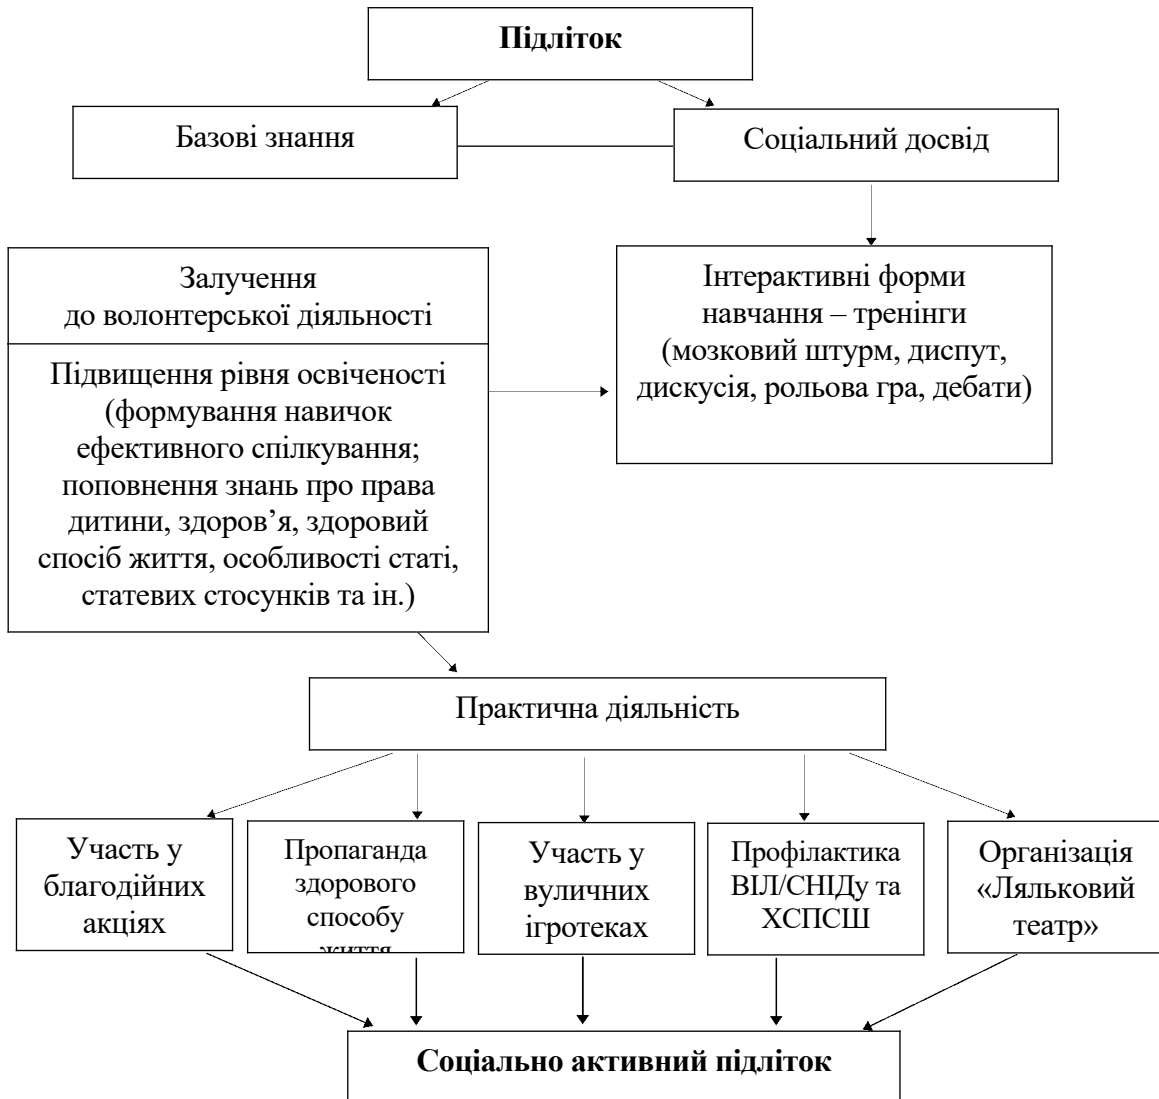 Підліток
Базові знання
Соціальний досвід
Залучення
до волонтерської діяльності
Підвищення рівня освіченості
(формування навичок
ефективного спілкування;
поповнення знань про права
дитини, здоров’я, здоровий
спосіб життя, особливості статі,
статевих стосунків та ін.)
Інтерактивні форми
навчання – тренінги
(мозковий штурм, диспут,
дискусія, рольова гра, дебати)
Практична діяльність
Участь у
благодійних
акціях
Пропаганда
здорового
способу
життя
Участь у
вуличних
ігротеках
Профілактика
ВІЛ/СНІДу та
ХСПСШ
Організація
«Ляльковий
театр»
Соціально активний підліток